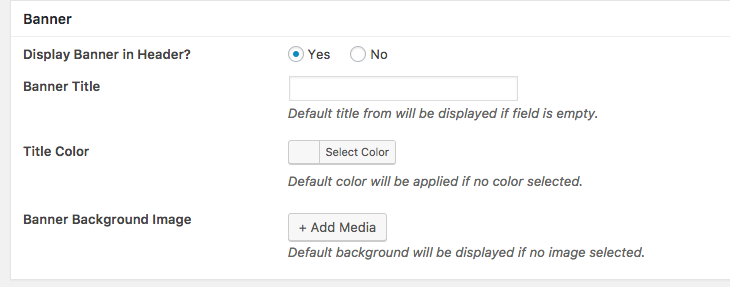 Banner
Display Banner in Header? Yes No
Banner Title
Default title from will be displayed if field is empty.
Title Color Select Color
Default color will be applied if no color selected.
Banner Background Image + Add Media
Default background will be displayed if no image selected.